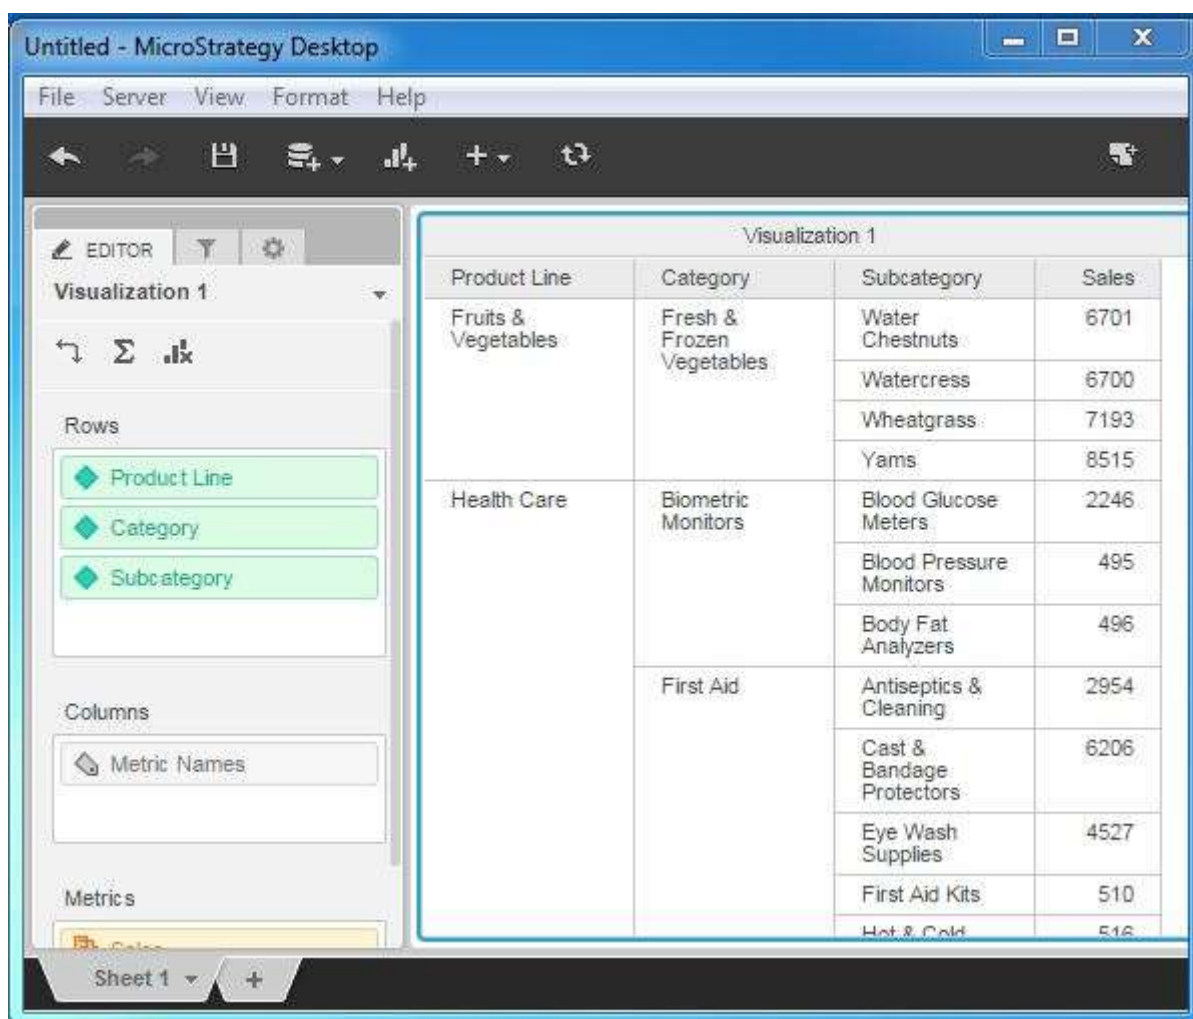 Untitled - MicroStrategy Desktop
File Server View Format Help
EDITOR
Visualization 1
Rows
Product Line
Category
Subcategory
Columns
Metric Names
Metrics
Sales
Visualization 1
Product Line Category Subcategory Sales
Fruits &
Vegetables
Fresh &
Frozen
Vegetables
Water
Chestnuts
6701
Watercress 6700
Wheatgrass 7193
Yams 8515
Health Care
Biometric
Monitors
Blood Glucose
Meters
2246
Blood Pressure
Monitors
495
Body Fat
Analyzers
496
First Aid
Antiseptics &
Cleaning
2954
Cast &
Bandage
Protectors
6206
Eye Wash
Supplies
4527
First Aid Kits 510
Hot & Cold 516
Sheet 1